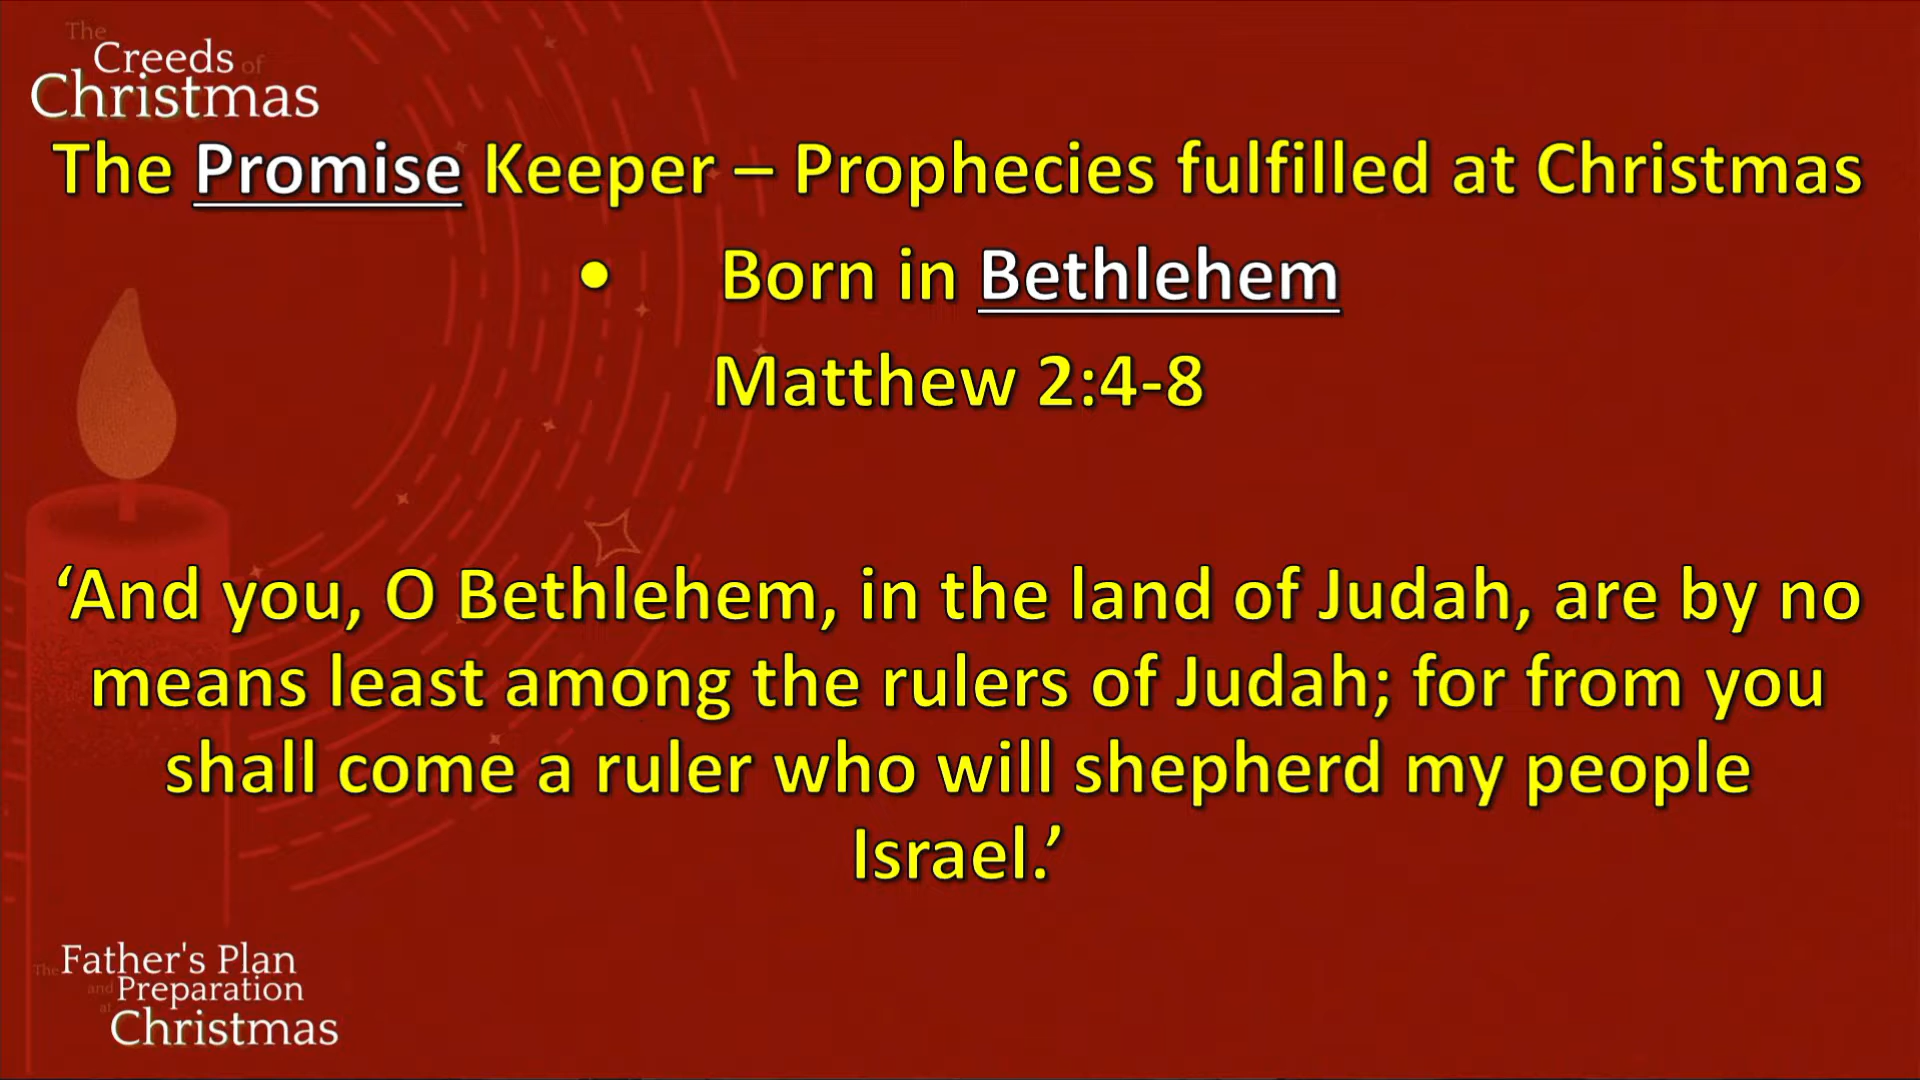 The
Creeds of
Christmas
The Promise Keeper – Prophecies fulfilled at Christmas
• Born in Bethlehem
Matthew 2:4-8
‘And you, O Bethlehem, in the land of Judah, are by no
means least among the rulers of Judah; for from you
shall come a ruler who will shepherd my people
Israel.’
The Father's Plan
and Preparation
at
Christmas